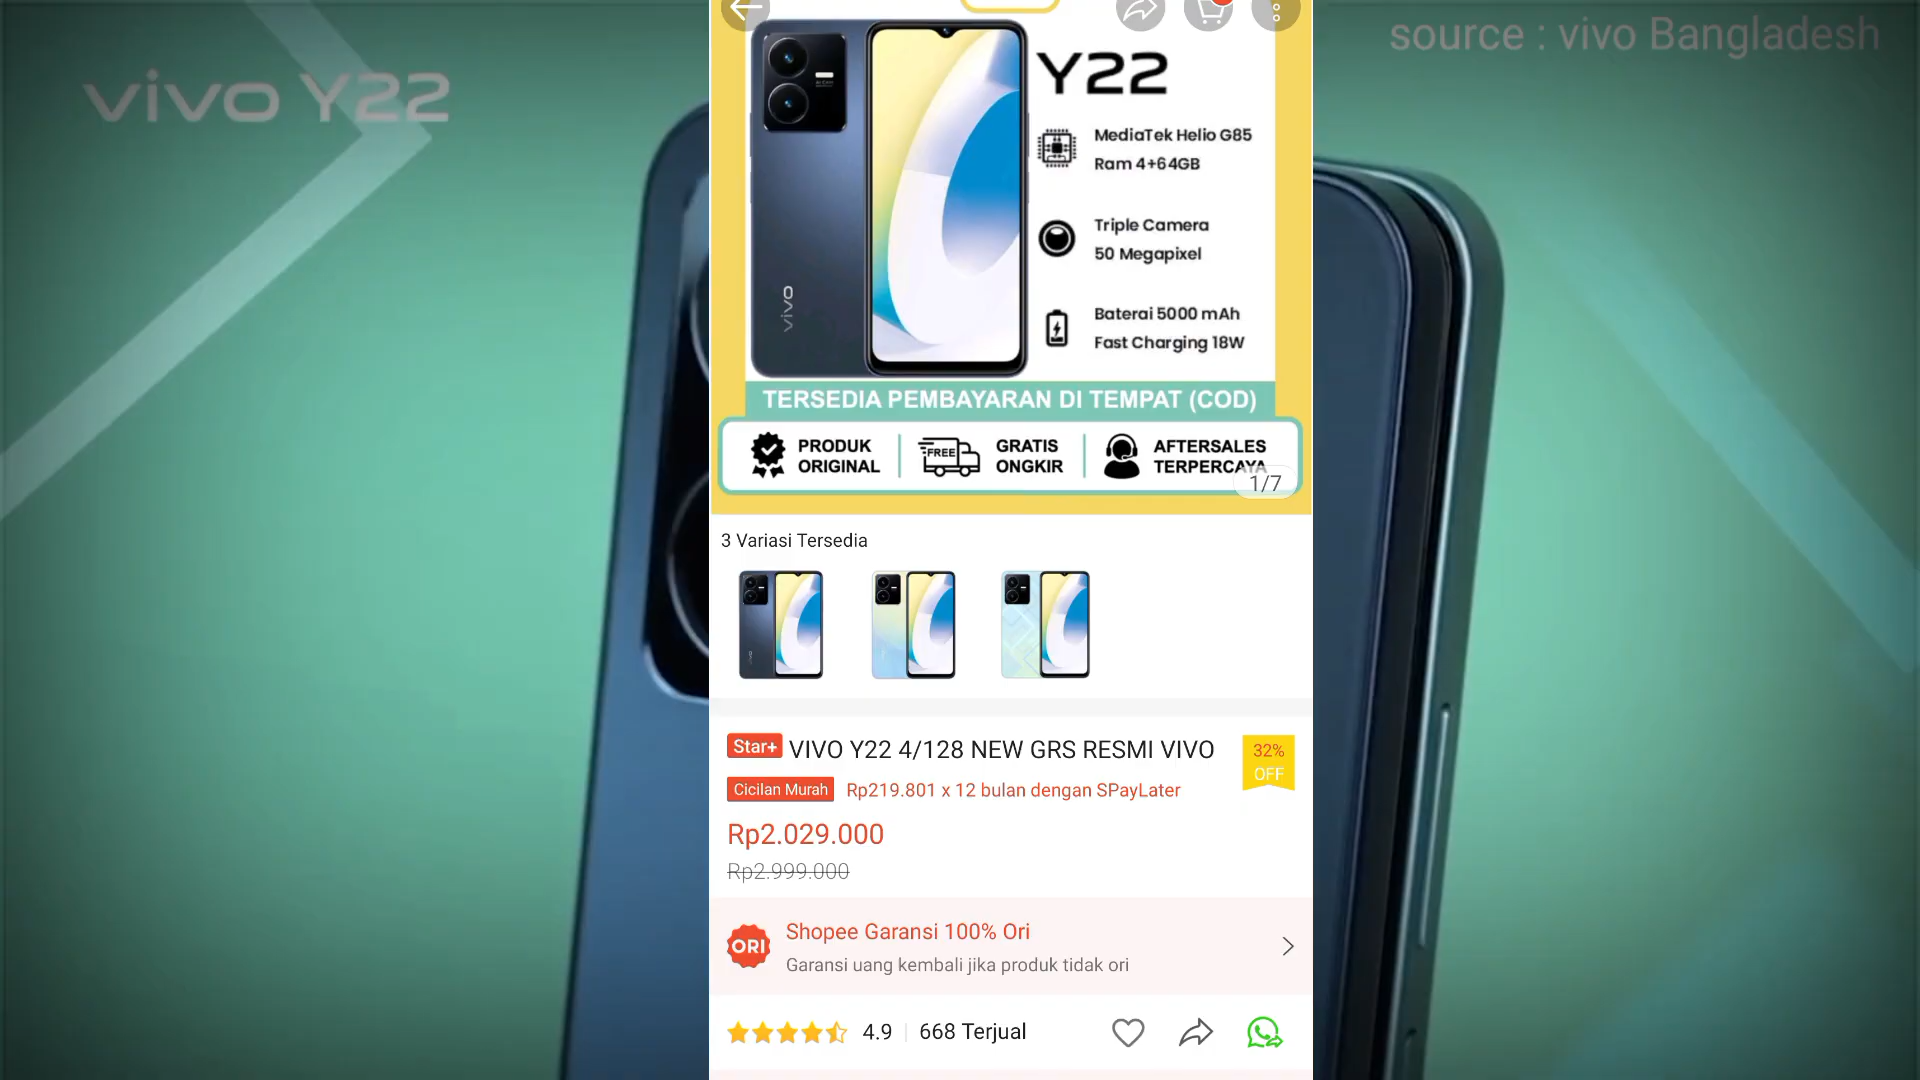 source : vivo Bangladesh
vivo Y22
Y22
MediaTek Helio G85
Ram 4+64GB
Triple Camera
50 Megapixel
Baterai 5000 mAh
Fast Charging 18W
vivo
TERSEDIA PEMBAYARAN DI TEMPAT (COD)
PRODUK
ORIGINAL
FREE
GRATIS
ONGKIR
AFTERSALES
TERPERCAYA
1/7
3 Variasi Tersedia
Star+ VIVO Y22 4/128 NEW GRS RESMI VIVO
32%
OFF
Cicilan Murah Rp219.801 x 12 bulan dengan SPayLater
Rp2.029.000
Rp2.999.000
ORI
Shopee Garansi 100% Ori
Garansi uang kembali jika produk tidak ori
4.9
668 Terjual